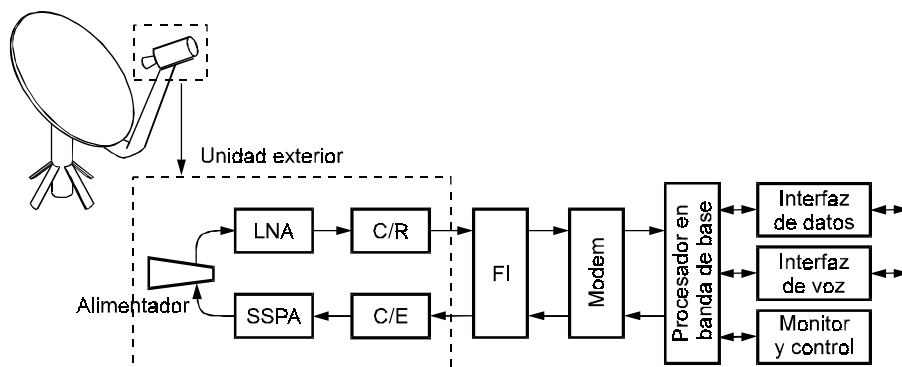 Unidad exterior
LNA
C/R
Alimentador
SSPA
C/E
FI
Modem
Procesador en
banda de base
Interfaz
de datos
Interfaz
de voz
Monitor
y control